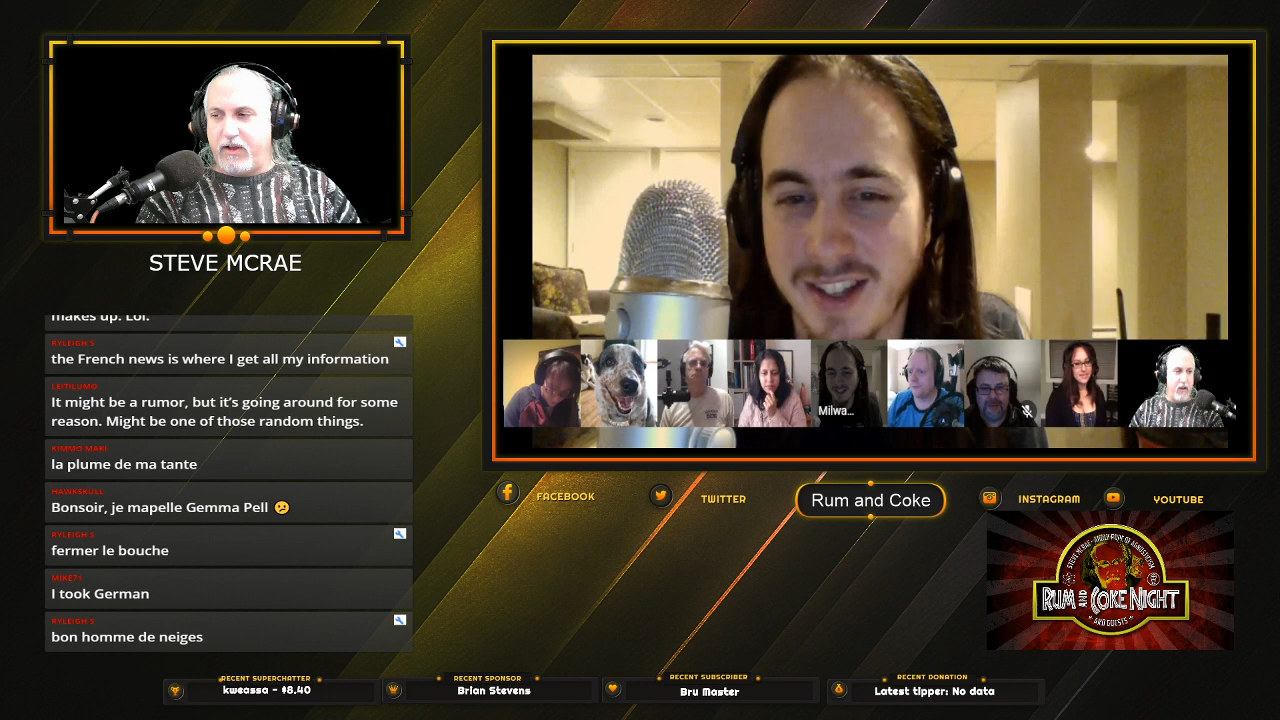 STEVE MCRAE
makes up. Lol.
RYLEIGH S
the French news is where I get all my information
LEITILUMO
It might be a rumor, but it's going around for some
reason. Might be one of those random things.
KIMMO MAKI
la plume de ma tante
HAWKSKULL
Bonsoir, je mapelle Gemma Pell 😕
RYLEIGH S
fermer le bouche
MIKE71
I took German
RYLEIGH S
bon homme de neiges
Milwa...
FACEBOOK
TWITTER
Rum and Coke
INSTAGRAM
YOUTUBE
RUM AND COKE NIGHT
AND GUESTS
RECENT SUPERCHATTER
kweassa - $8.40
RECENT SPONSOR
Brian Stevens
RECENT SUBSCRIBER
Bru Master
RECENT DONATION
Latest tipper: No data